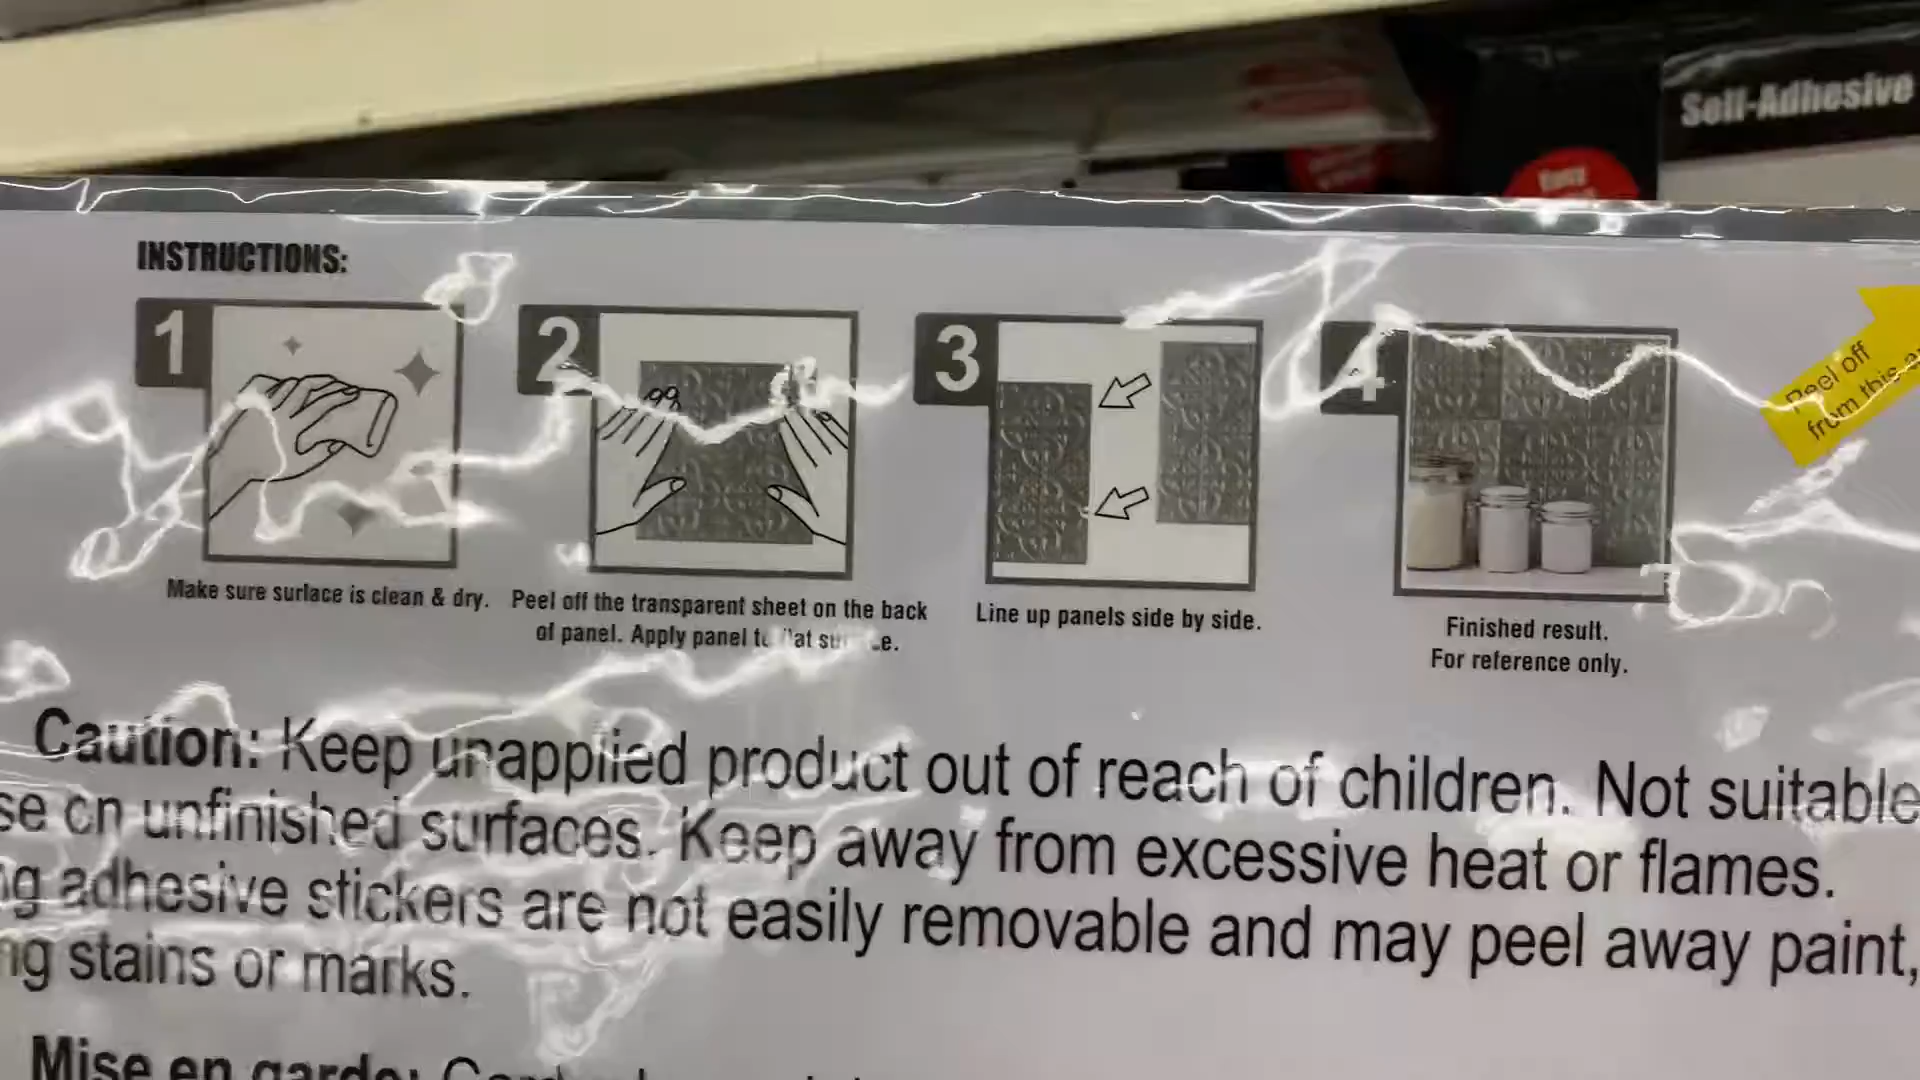 Self-Adhesive
INSTRUCTIONS:
1
2
3
4
Peel off
from this
Make sure surface is clean & dry.
Peel off the transparent sheet on the back
of panel. Apply panel
Line up panels side by side.
Finished result.
For reference only.
Caution: Keep unapplied product out of reach of children. Not suitable
on unfinished surfaces. Keep away from excessive heat or flames.
adhesive stickers are not easily removable and may peel away paint,
stains or marks.
Mise en garde: